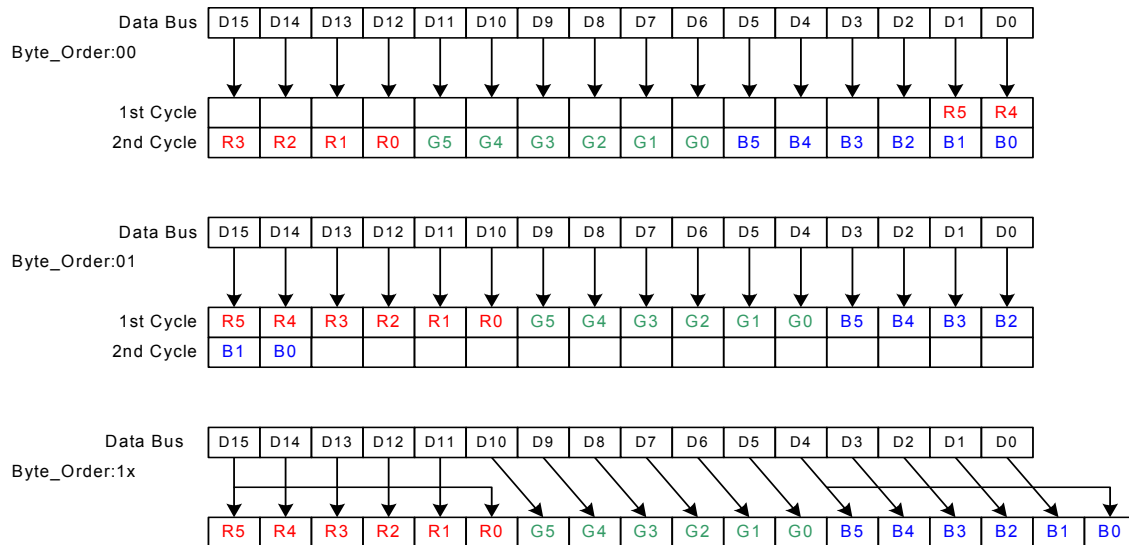 Data Bus D15 D14 D13 D12 D11 D10 D9 D8 D7 D6 D5 D4 D3 D2 D1 D0
Byte_Order:00
1st Cycle R5 R4
2nd Cycle R3 R2 R1 R0 G5 G4 G3 G2 G1 G0 B5 B4 B3 B2 B1 B0
Data Bus D15 D14 D13 D12 D11 D10 D9 D8 D7 D6 D5 D4 D3 D2 D1 D0
Byte_Order:01
1st Cycle R5 R4 R3 R2 R1 R0 G5 G4 G3 G2 G1 G0 B5 B4 B3 B2
2nd Cycle B1 B0
Data Bus D15 D14 D13 D12 D11 D10 D9 D8 D7 D6 D5 D4 D3 D2 D1 D0
Byte_Order:1x
R5 R4 R3 R2 R1 R0 G5 G4 G3 G2 G1 G0 B5 B4 B3 B2 B1 B0